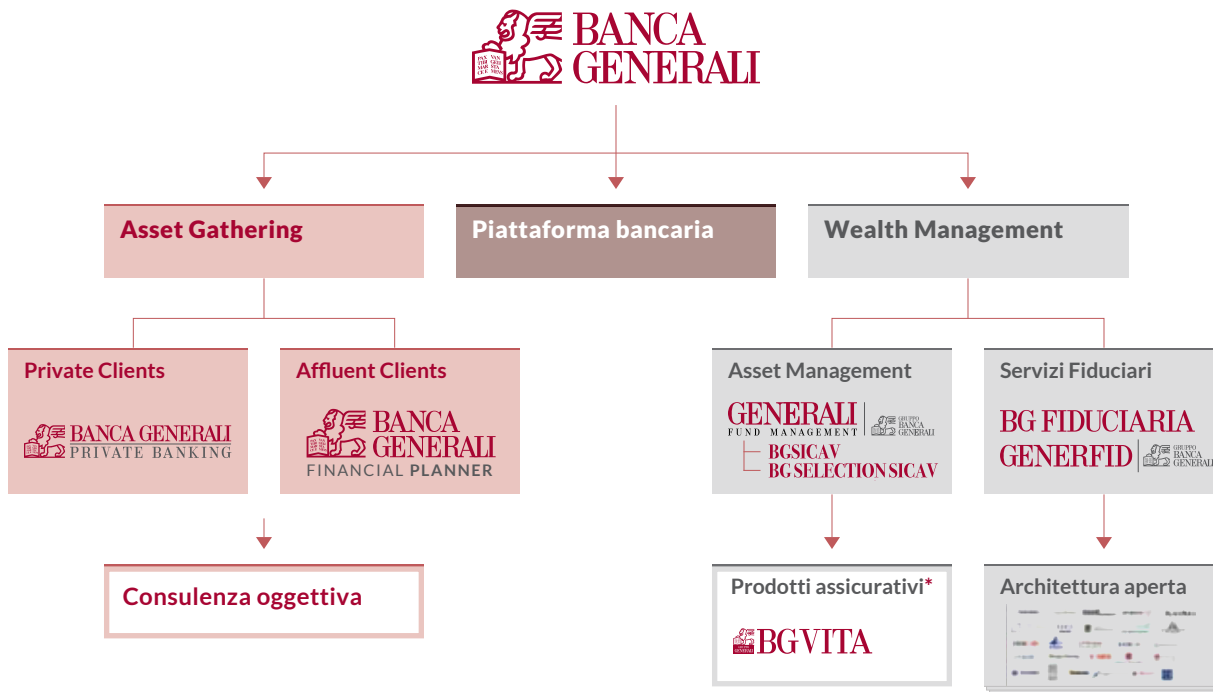 BANCA
GENERALI
Asset Gathering
Piattaforma bancaria
Wealth Management
Private Clients
BANCA GENERALI
PRIVATE BANKING
Affluent Clients
BANCA
GENERALI
FINANCIAL PLANNER
Asset Management
GENERALI
FUND MANAGEMENT
GRUPPO
BANCA
GENERALI
BGSICAV
BG SELECTION SICAV
Servizi Fiduciari
BG FIDUCIARIA
GENERFID
GRUPPO
BANCA
GENERALI
Consulenza oggettiva
Prodotti assicurativi*
BG VITA
Architettura aperta